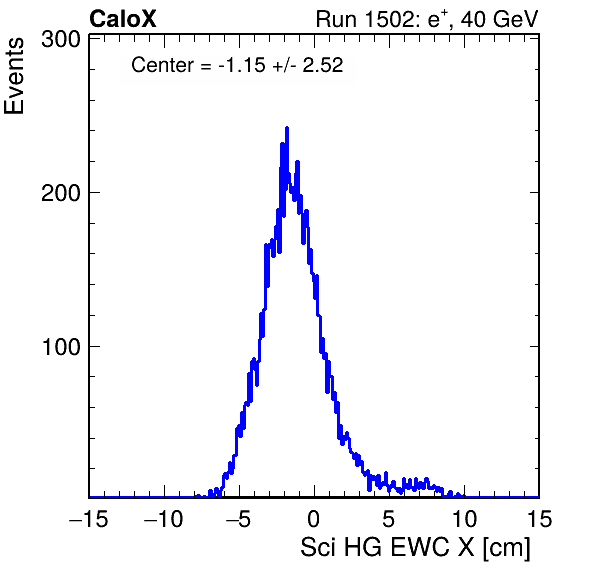 CaloX Run 1502: e⁺, 40 GeV
Events
Center = -1.15 +/- 2.52
300
200
100
−15 −10 −5 0 5 10 15
Sci HG EWC X [cm]